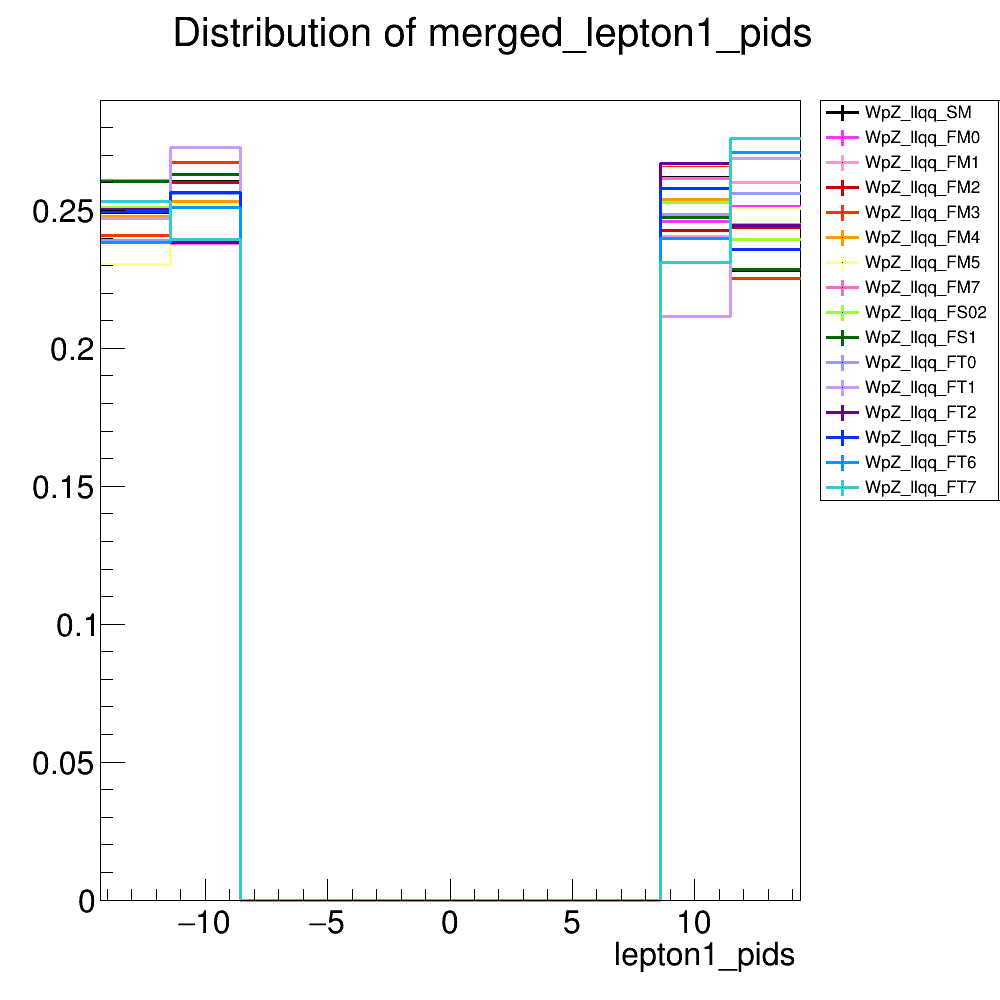 Distribution of merged_lepton1_pids
WpZ_llqq_SM
WpZ_llqq_FM0
WpZ_llqq_FM1
WpZ_llqq_FM2
WpZ_llqq_FM3
WpZ_llqq_FM4
WpZ_llqq_FM5
WpZ_llqq_FM7
WpZ_llqq_FS02
WpZ_llqq_FS1
WpZ_llqq_FT0
WpZ_llqq_FT1
WpZ_llqq_FT2
WpZ_llqq_FT5
WpZ_llqq_FT6
WpZ_llqq_FT7
0.25
0.2
0.15
0.1
0.05
0
−10 −5 0 5 10
lepton1_pids